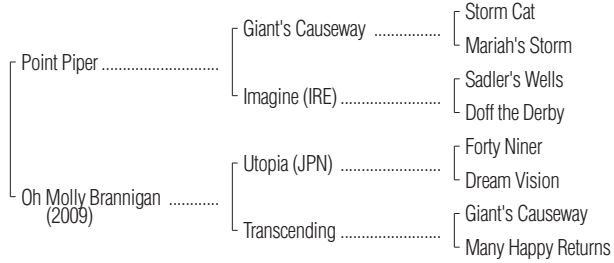 Storm Cat
Giant's Causeway ................
Mariah's Storm
Point Piper ............................
Sadler's Wells
Imagine (IRE) ........................
Doff the Derby
Forty Niner
Utopia (JPN) .........................
Dream Vision
Oh Molly Brannigan ............
(2009)
Giant's Causeway
Transcending ........................
Many Happy Returns